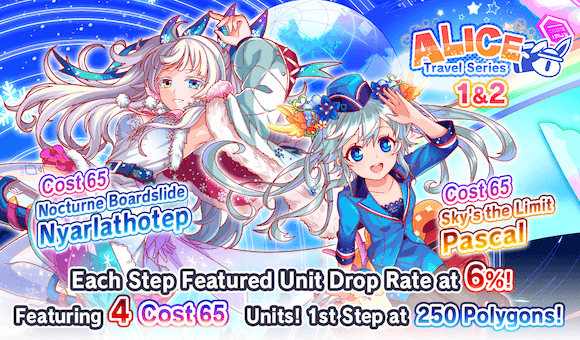 ALICE
Travel Series
1&2
Cost 65
Nocturne Boardslide
Nyarlathotep
Cost 65
Sky's the Limit
Pascal
Each Step Featured Unit Drop Rate at 6%!
Featuring 4 Cost 65 Units! 1st Step at 250 Polygons!